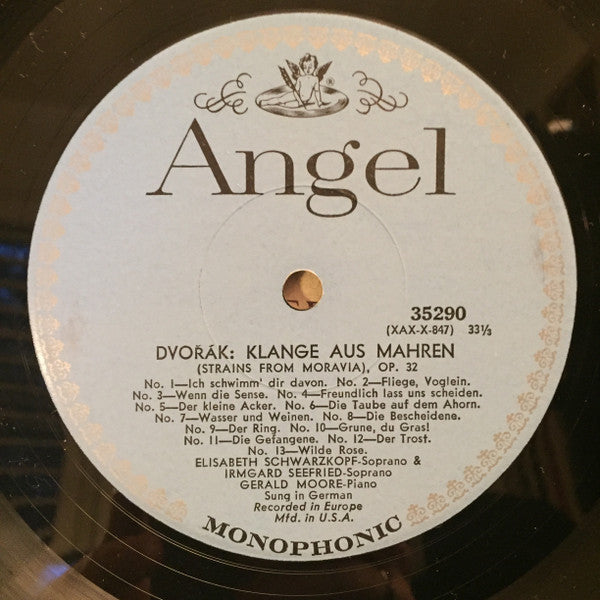 Angel
35290
(XAX-X-847) 33⅓
DVOŘÁK: KLANGE AUS MAHREN
(STRAINS FROM MORAVIA), OP. 32
No. 1—Ich schwimm' dir davon. No. 2—Fliege, Voglein.
No. 3—Wenn die Sense. No. 4—Freundlich lass uns scheiden.
No. 5—Der kleine Acker. No. 6—Die Taube auf dem Ahorn.
No. 7—Wasser und Weinen. No. 8—Die Bescheidene.
No. 9—Der Ring. No. 10—Grune, du Gras!
No. 11—Die Gefangene. No. 12—Der Trost.
No. 13—Wilde Rose.
ELISABETH SCHWARZKOPF-Soprano &
IRMGARD SEEFRIED-Soprano
GERALD MOORE-Piano
Sung in German
Recorded in Europe
Mfd. in U.S.A.
MONOPHONIC